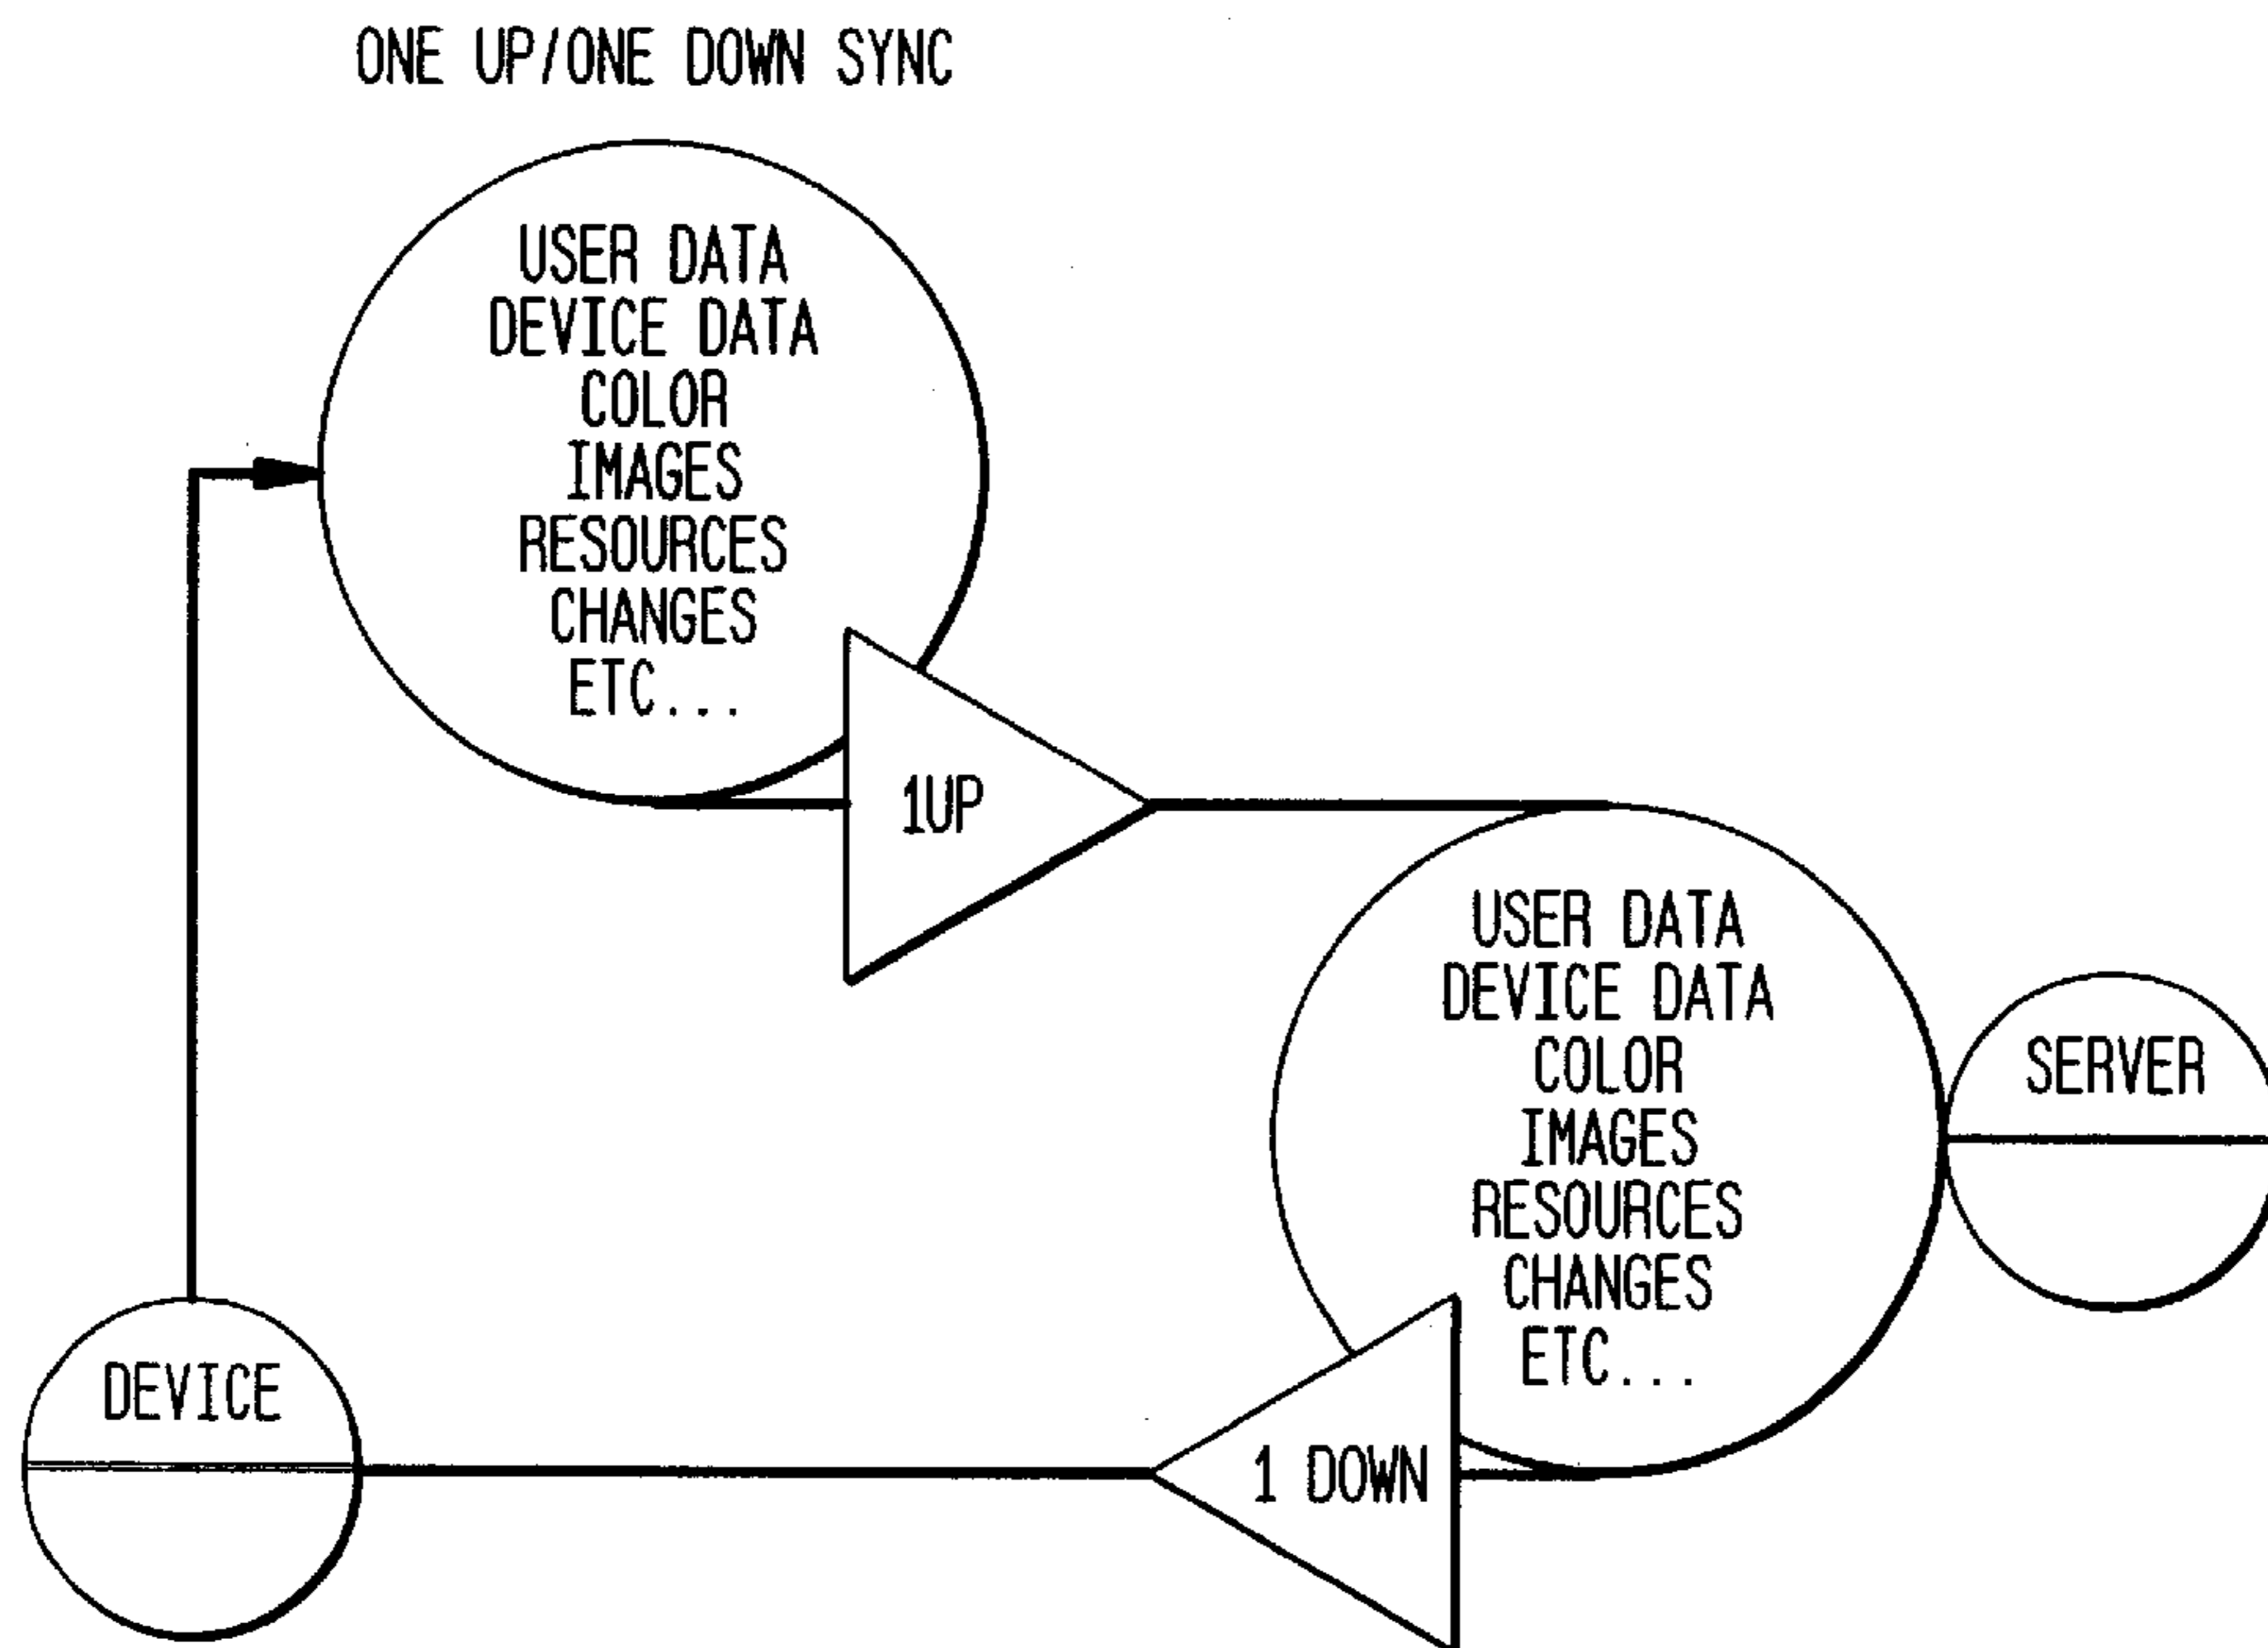 ONE UP/ONE DOWN SYNC
USER DATA
DEVICE DATA
COLOR
IMAGES
RESOURCES
CHANGES
ETC...
1UP
USER DATA
DEVICE DATA
COLOR
IMAGES
RESOURCES
CHANGES
ETC...
SERVER
DEVICE
1 DOWN